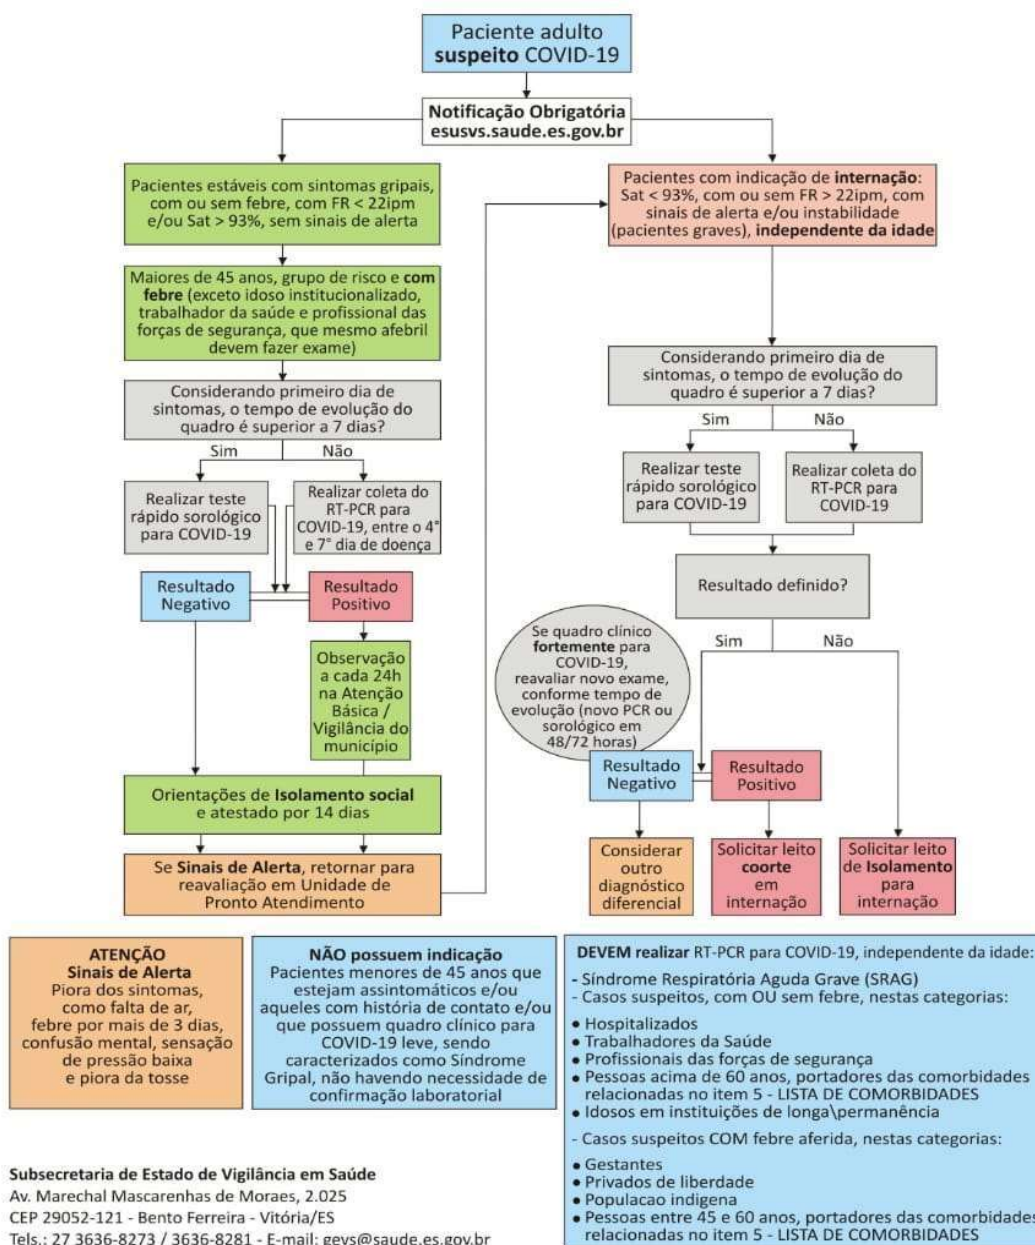 Paciente adulto
suspeito COVID-19
Notificação Obrigatória
esusvs.saude.es.gov.br
Pacientes estáveis com sintomas gripais,
com ou sem febre, com FR < 22ipm
e/ou Sat > 93%, sem sinais de alerta
Maiores de 45 anos, grupo de risco e com
febre (exceto idoso institucionalizado,
trabalhador da saúde e profissional das
forças de segurança, que mesmo afebril
devem fazer exame)
Considerando primeiro dia de
sintomas, o tempo de evolução do
quadro é superior a 7 dias?
Sim
Não
Realizar teste
rápido sorológico
para COVID-19
Realizar coleta do
RT-PCR para
COVID-19, entre o 4°
e 7° dia de doença
Resultado
Negativo
Resultado
Positivo
Observação
a cada 24h
na Atenção
Básica /
Vigilância do
município
Orientações de Isolamento social
e atestado por 14 dias
Se Sinais de Alerta, retornar para
reavaliação em Unidade de
Pronto Atendimento
Pacientes com indicação de internação:
Sat < 93%, com ou sem FR > 22ipm, com
sinais de alerta e/ou instabilidade
(pacientes graves), independente da idade
Considerando primeiro dia de
sintomas, o tempo de evolução do
quadro é superior a 7 dias?
Sim
Não
Realizar teste
rápido sorológico
para COVID-19
Realizar coleta do
RT-PCR para
COVID-19
Resultado definido?
Sim
Não
Se quadro clínico
fortemente para
COVID-19,
reavaliar novo exame,
conforme tempo de
evolução (novo PCR ou
sorológico em
48/72 horas)
Resultado
Negativo
Resultado
Positivo
Considerar
outro
diagnóstico
diferencial
Solicitar leito
coorte
em
internação
Solicitar leito
de Isolamento
para
internação
ATENÇÃO
Sinais de Alerta
Piora dos sintomas,
como falta de ar,
febre por mais de 3 dias,
confusão mental, sensação
de pressão baixa
e piora da tosse
NÃO possuem indicação
Pacientes menores de 45 anos que
estejam assintomáticos e/ou
aqueles com história de contato e/ou
que possuem quadro clínico para
COVID-19 leve, sendo
caracterizados como Síndrome
Gripal, não havendo necessidade de
confirmação laboratorial
DEVEM realizar RT-PCR para COVID-19, independente da idade:
- Síndrome Respiratória Aguda Grave (SRAG)
- Casos suspeitos, com OU sem febre, nestas categorias:
● Hospitalizados
● Trabalhadores da Saúde
● Profissionais das forças de segurança
● Pessoas acima de 60 anos, portadores das comorbidades
relacionadas no item 5 - LISTA DE COMORBIDADES
● Idosos em instituições de longa\permanência
- Casos suspeitos COM febre aferida, nestas categorias:
● Gestantes
● Privados de liberdade
● Populacao indigena
● Pessoas entre 45 e 60 anos, portadores das comorbidades
relacionadas no item 5 - LISTA DE COMORBIDADES
Subsecretaria de Estado de Vigilância em Saúde
Av. Marechal Mascarenhas de Moraes, 2.025
CEP 29052-121 - Bento Ferreira - Vitória/ES
Tels.: 27 3636-8273 / 3636-8281 - E-mail: gevs@saude.es.gov.br